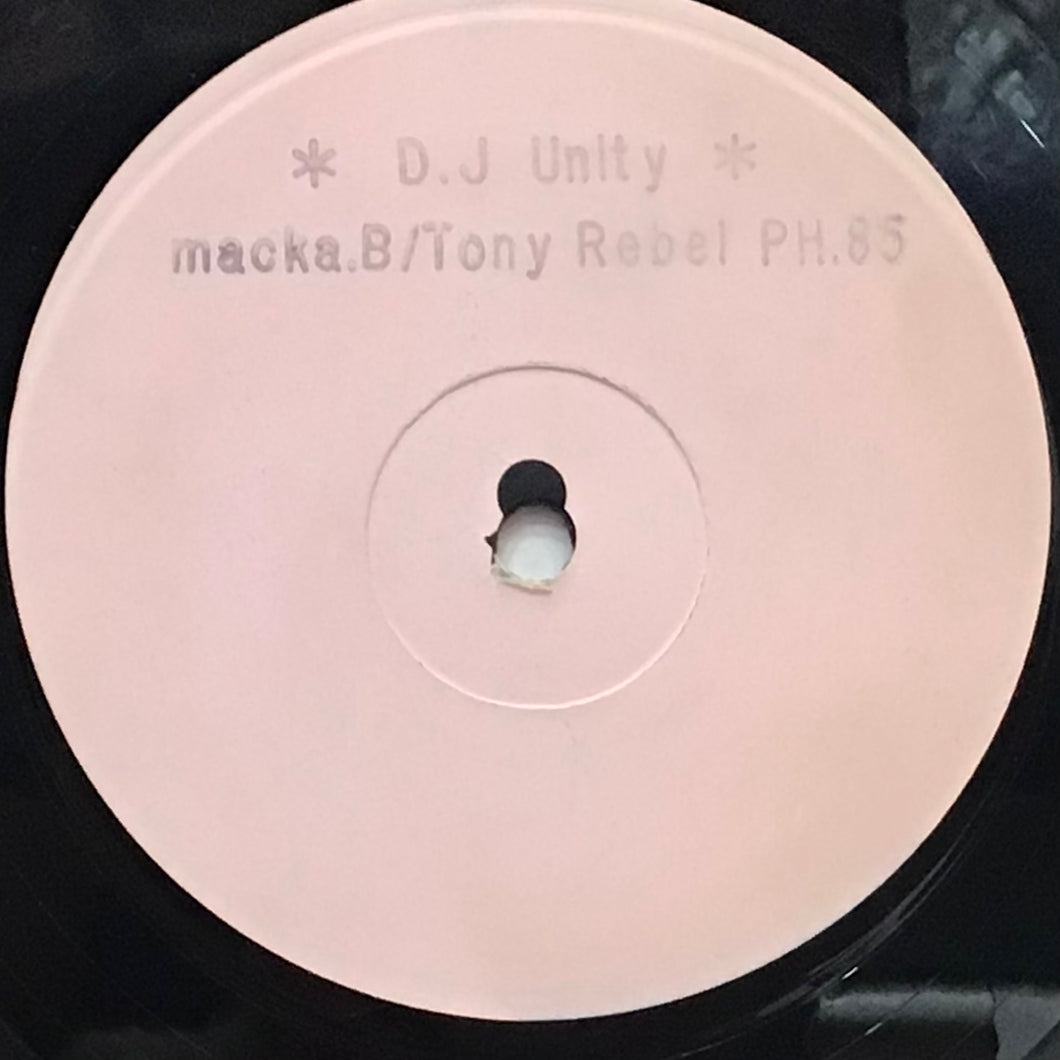 * D.J Unity *
macka.B/Tony Rebel PH.85